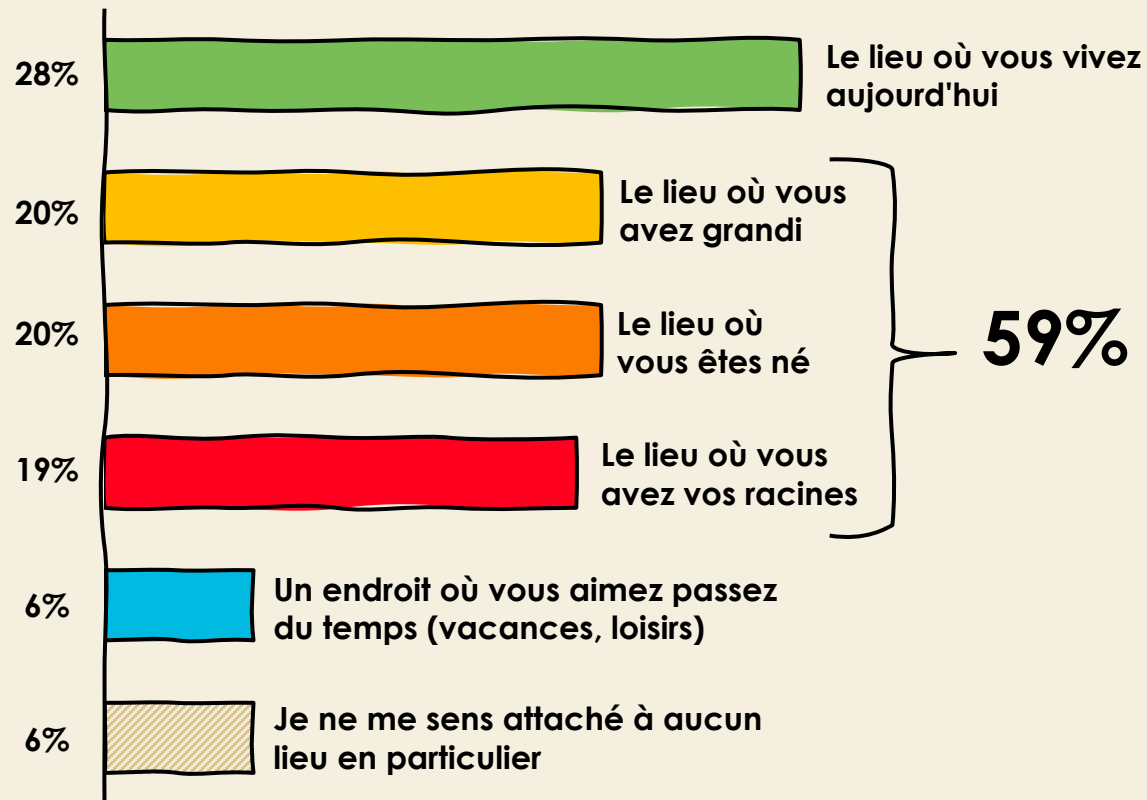 28%
Le lieu où vous vivez
aujourd'hui
20%
Le lieu où vous
avez grandi
20%
Le lieu où
vous êtes né
59%
19%
Le lieu où vous
avez vos racines
6%
Un endroit où vous aimez passez
du temps (vacances, loisirs)
6%
Je ne me sens attaché à aucun
lieu en particulier